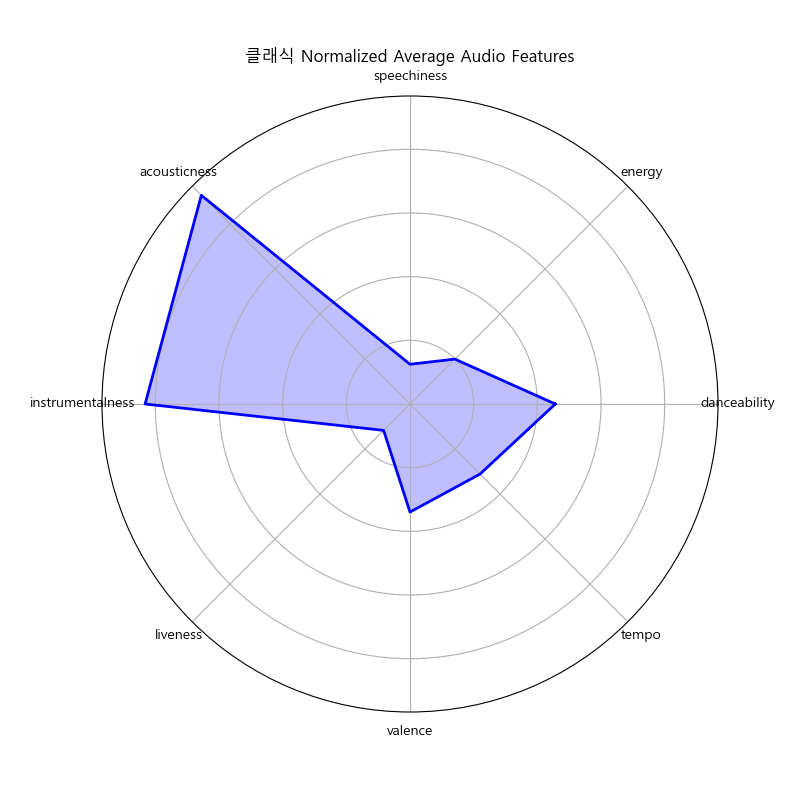 클래식 Normalized Average Audio Features
speechiness
acousticness
energy
instrumentalness
danceability
liveness
tempo
valence